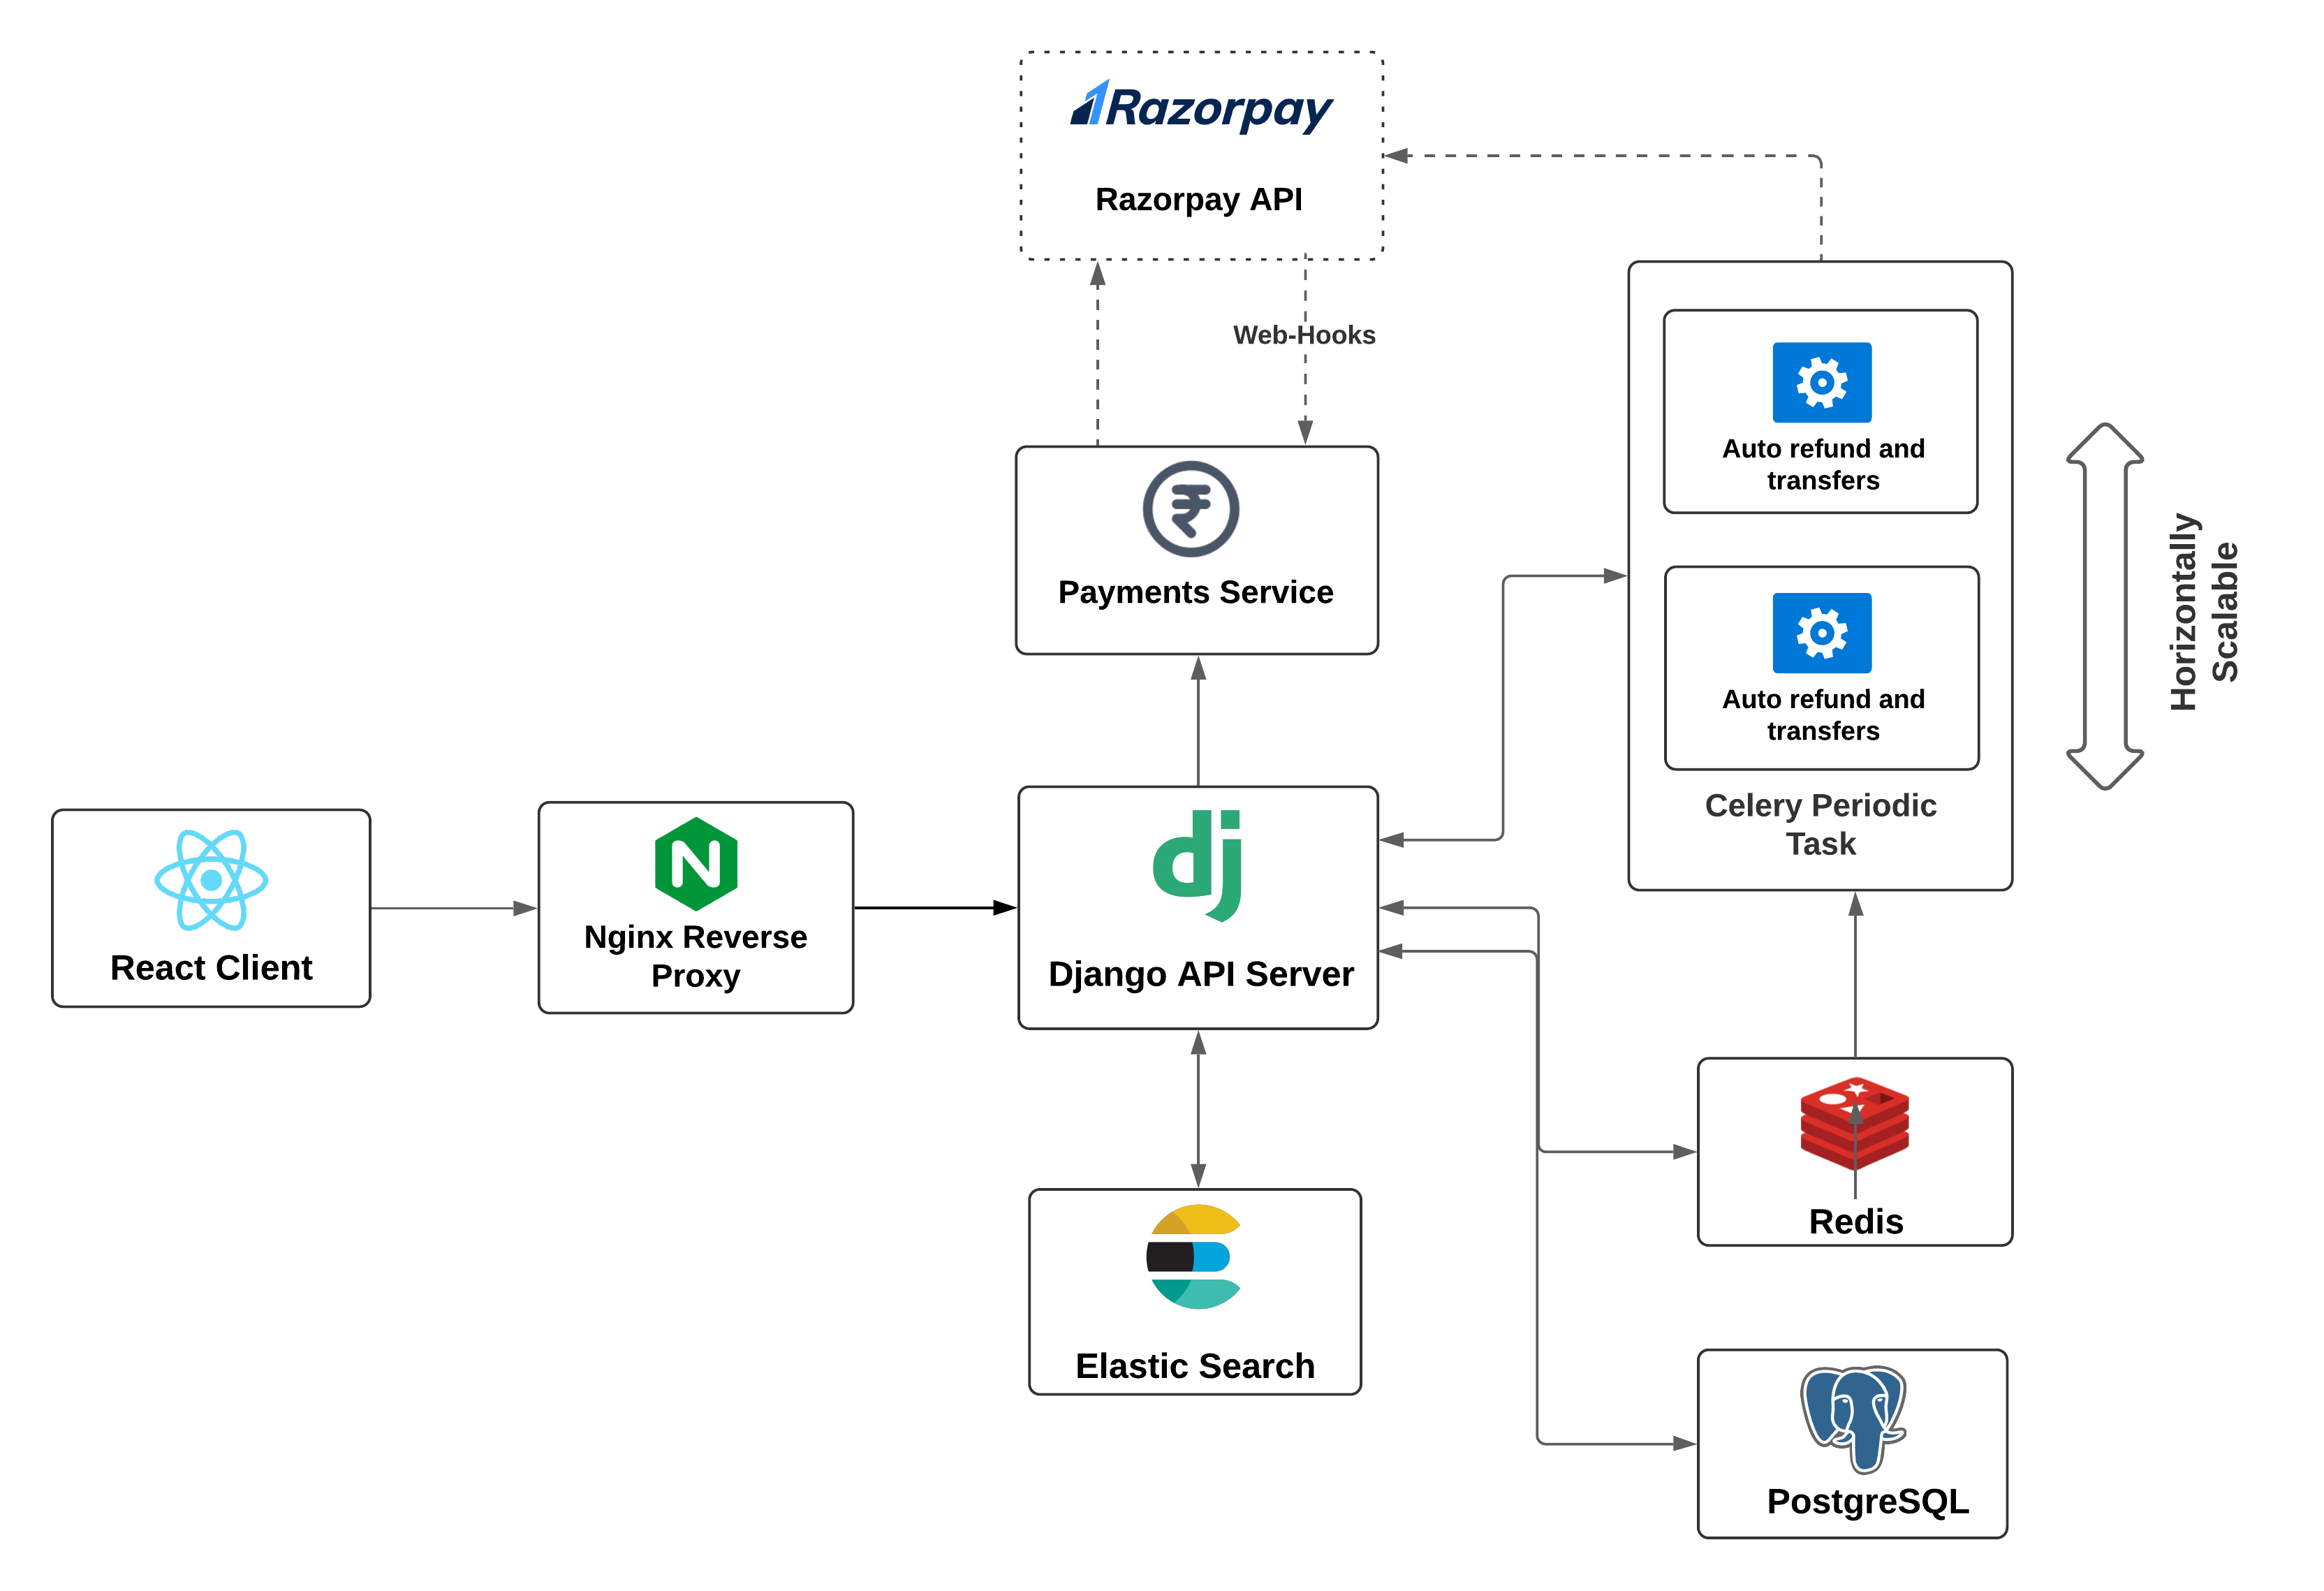 Razorpay
Razorpay API
Web-Hooks
Payments Service
Auto refund and
transfers
Auto refund and
transfers
Celery Periodic
Task
Horizontally
Scalable
React Client
Nginx Reverse
Proxy
dj
Django API Server
Elastic Search
Redis
PostgreSQL